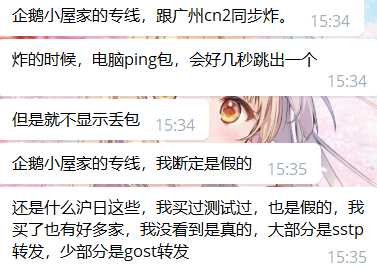 企鹅小屋家的专线，跟广州cn2同步炸。
15:34
炸的时候，电脑ping包，会好几秒跳出一个
15:34
但是就不显示丢包
15:34
企鹅小屋家的专线，我断定是假的
15:35
还是什么沪日这些，我买过测试过，也是假的，我
买了也有好多家，我没看到是真的，大部分是sstp
转发，少部分是gost转发
15:35